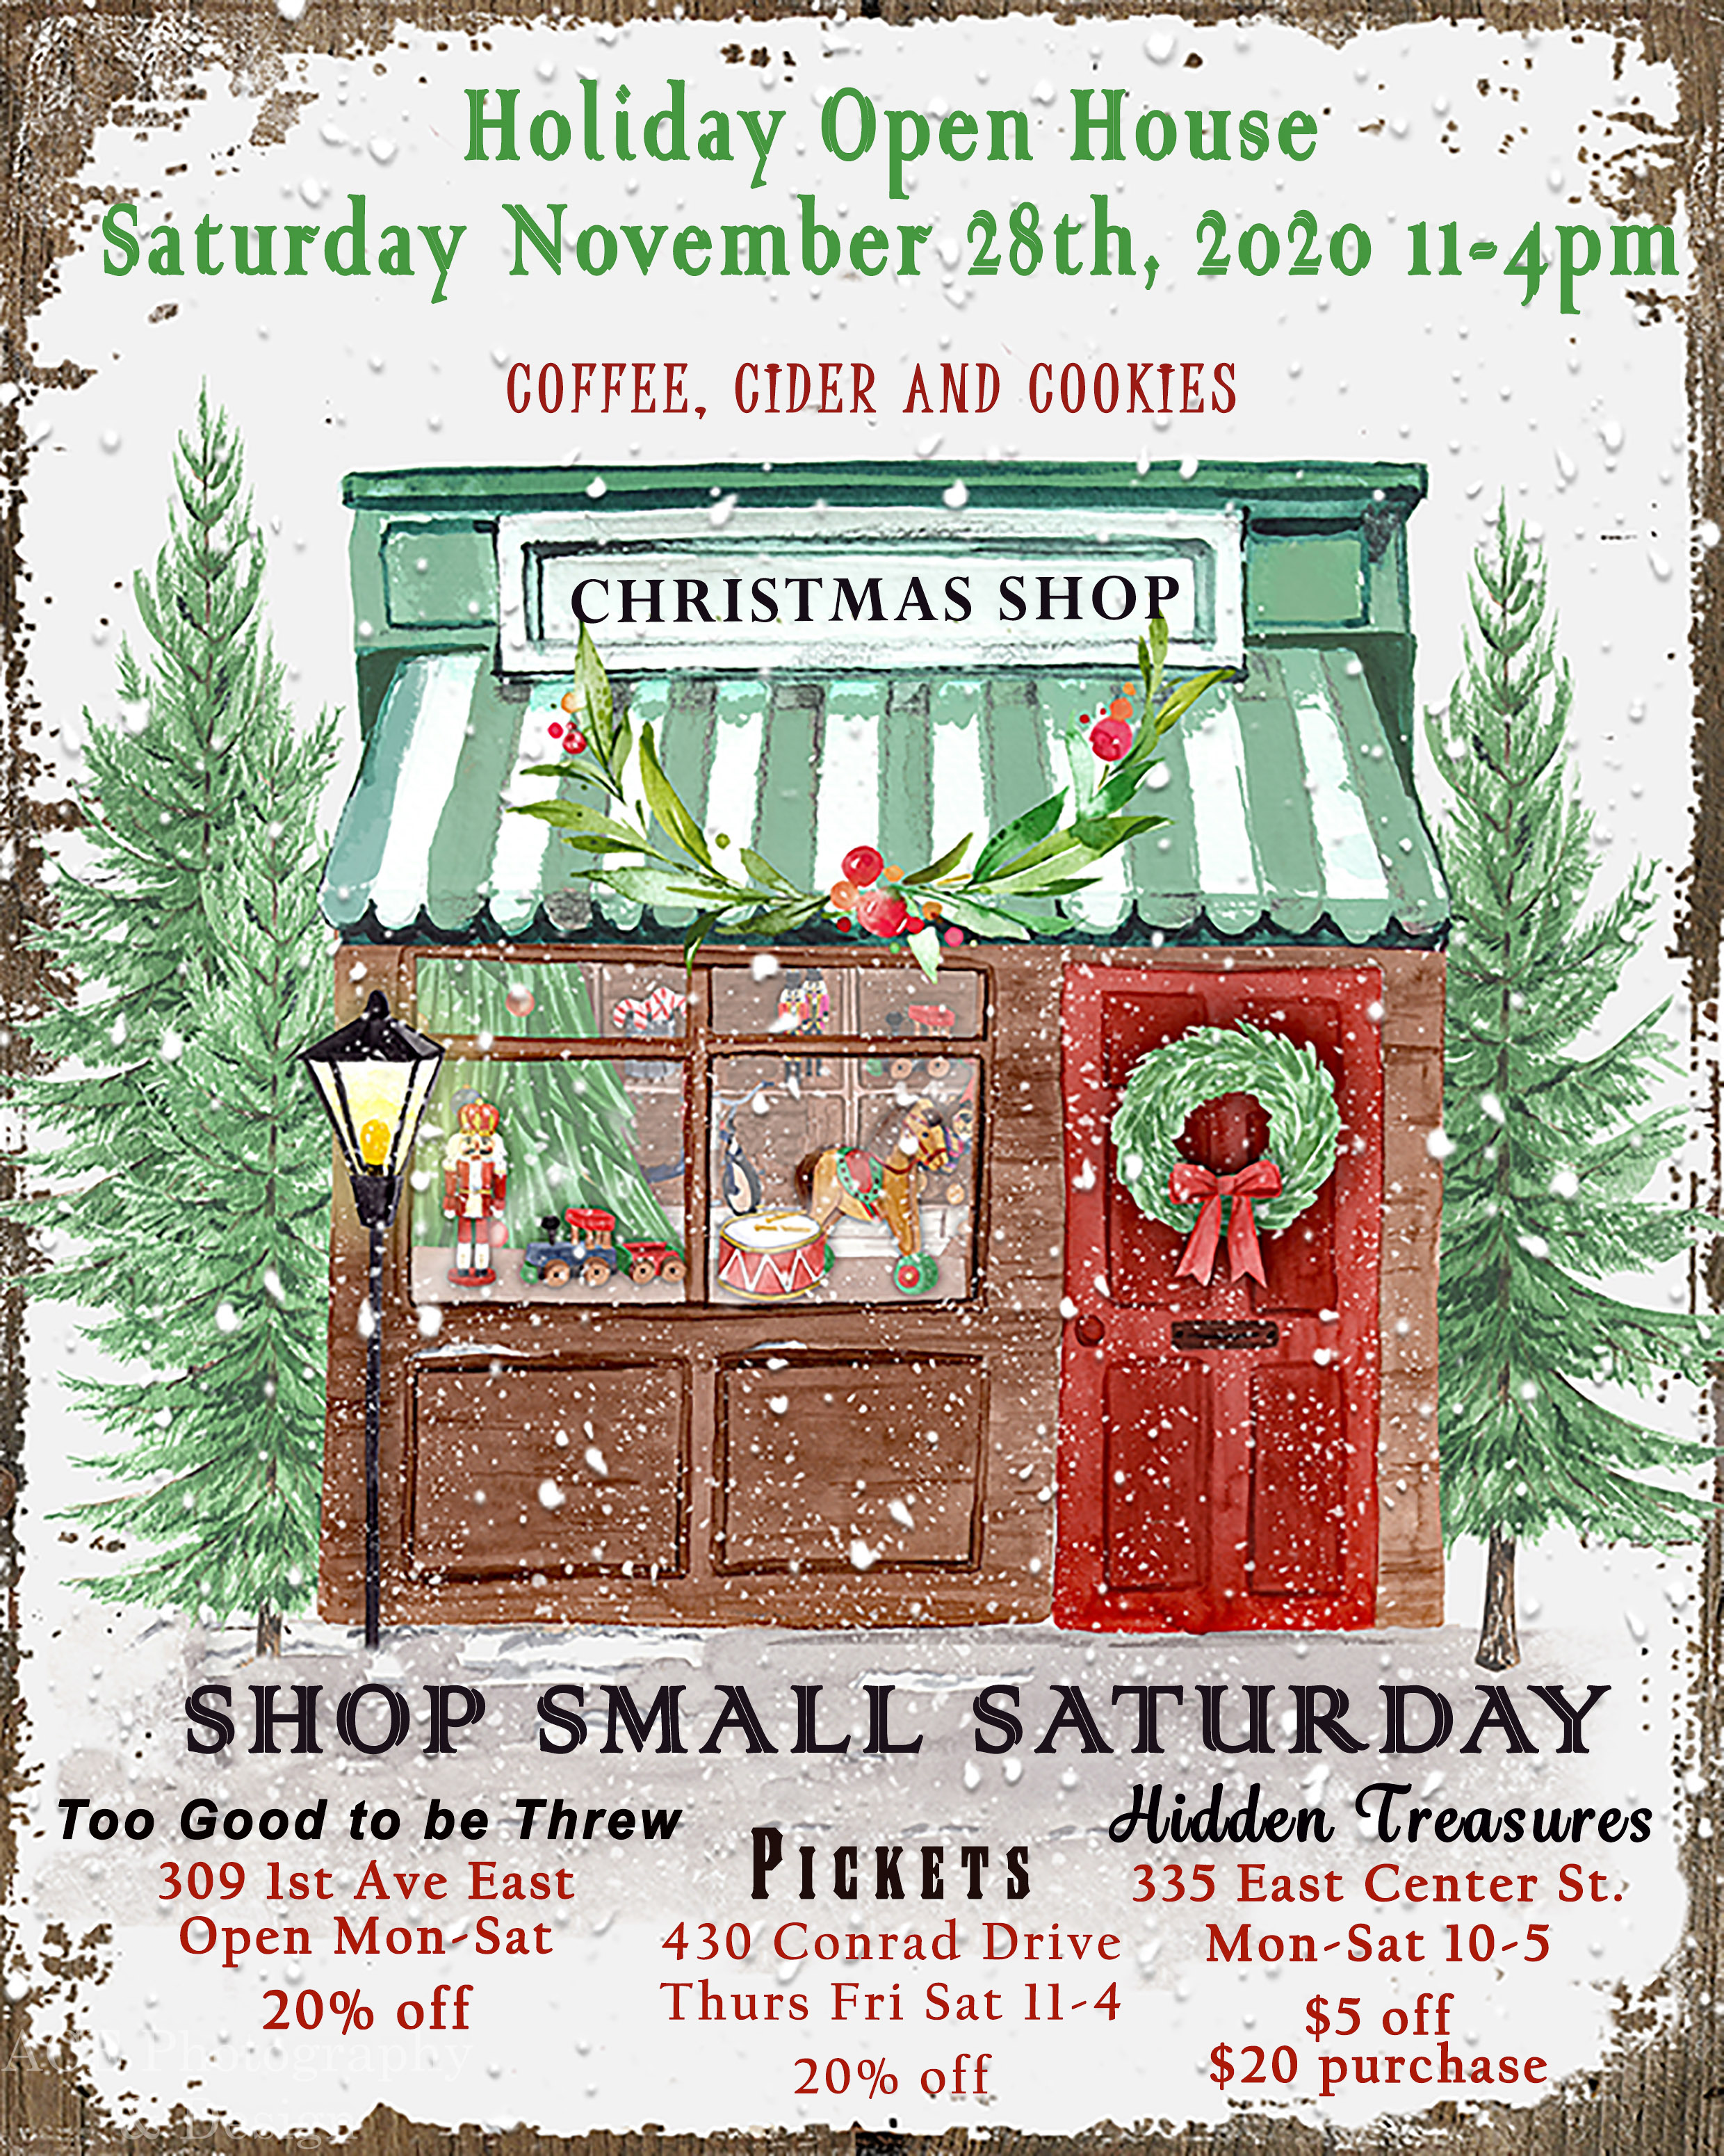 Holiday Open House
Saturday November 28th, 2020 11-4pm
COFFEE, CIDER AND COOKIES
CHRISTMAS SHOP
SHOP SMALL SATURDAY
Too Good to be Threw
309 1st Ave East
Open Mon-Sat
20% off
PICKETS
430 Conrad Drive
Thurs Fri Sat 11-4
20% off
Hidden Treasures
335 East Center St.
Mon-Sat 10-5
$5 off
$20 purchase
Photography
& Design